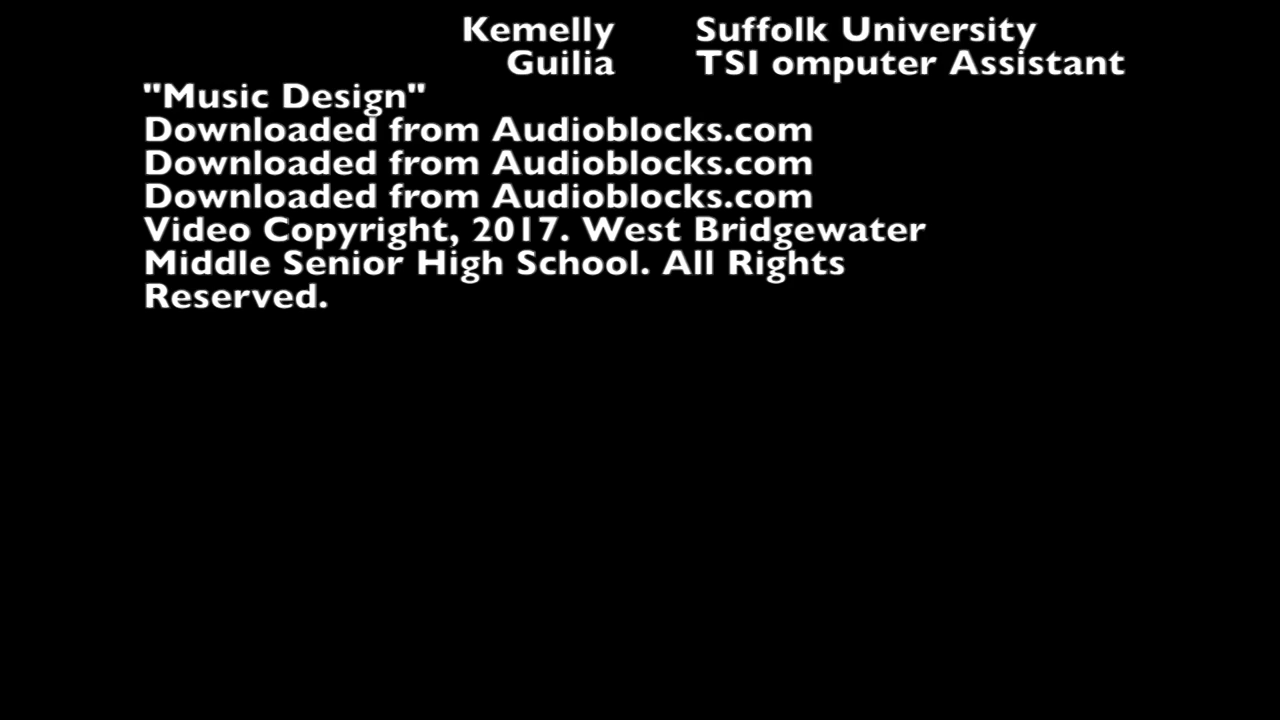 Kemelly Suffolk University
Guilia TSI omputer Assistant
"Music Design"
Downloaded from Audioblocks.com
Downloaded from Audioblocks.com
Downloaded from Audioblocks.com
Video Copyright, 2017. West Bridgewater
Middle Senior High School. All Rights
Reserved.